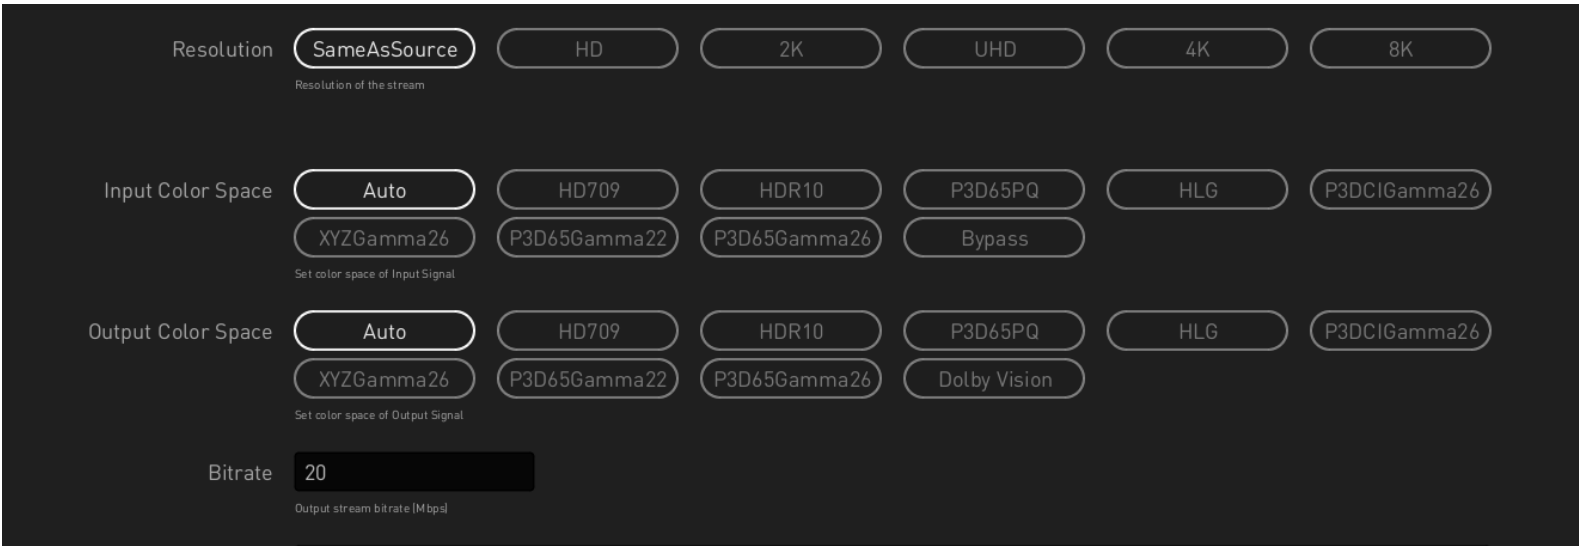 Resolution SameAsSource HD 2K UHD 4K 8K
Resolution of the stream
Input Color Space Auto HD709 HDR10 P3D65PQ HLG P3DCIGamma26
XYZGamma26 P3D65Gamma22 P3D65Gamma26 Bypass
Set color space of Input Signal
Output Color Space Auto HD709 HDR10 P3D65PQ HLG P3DCIGamma26
XYZGamma26 P3D65Gamma22 P3D65Gamma26 Dolby Vision
Set color space of Output Signal
Bitrate 20
Output stream bitrate (Mbps)